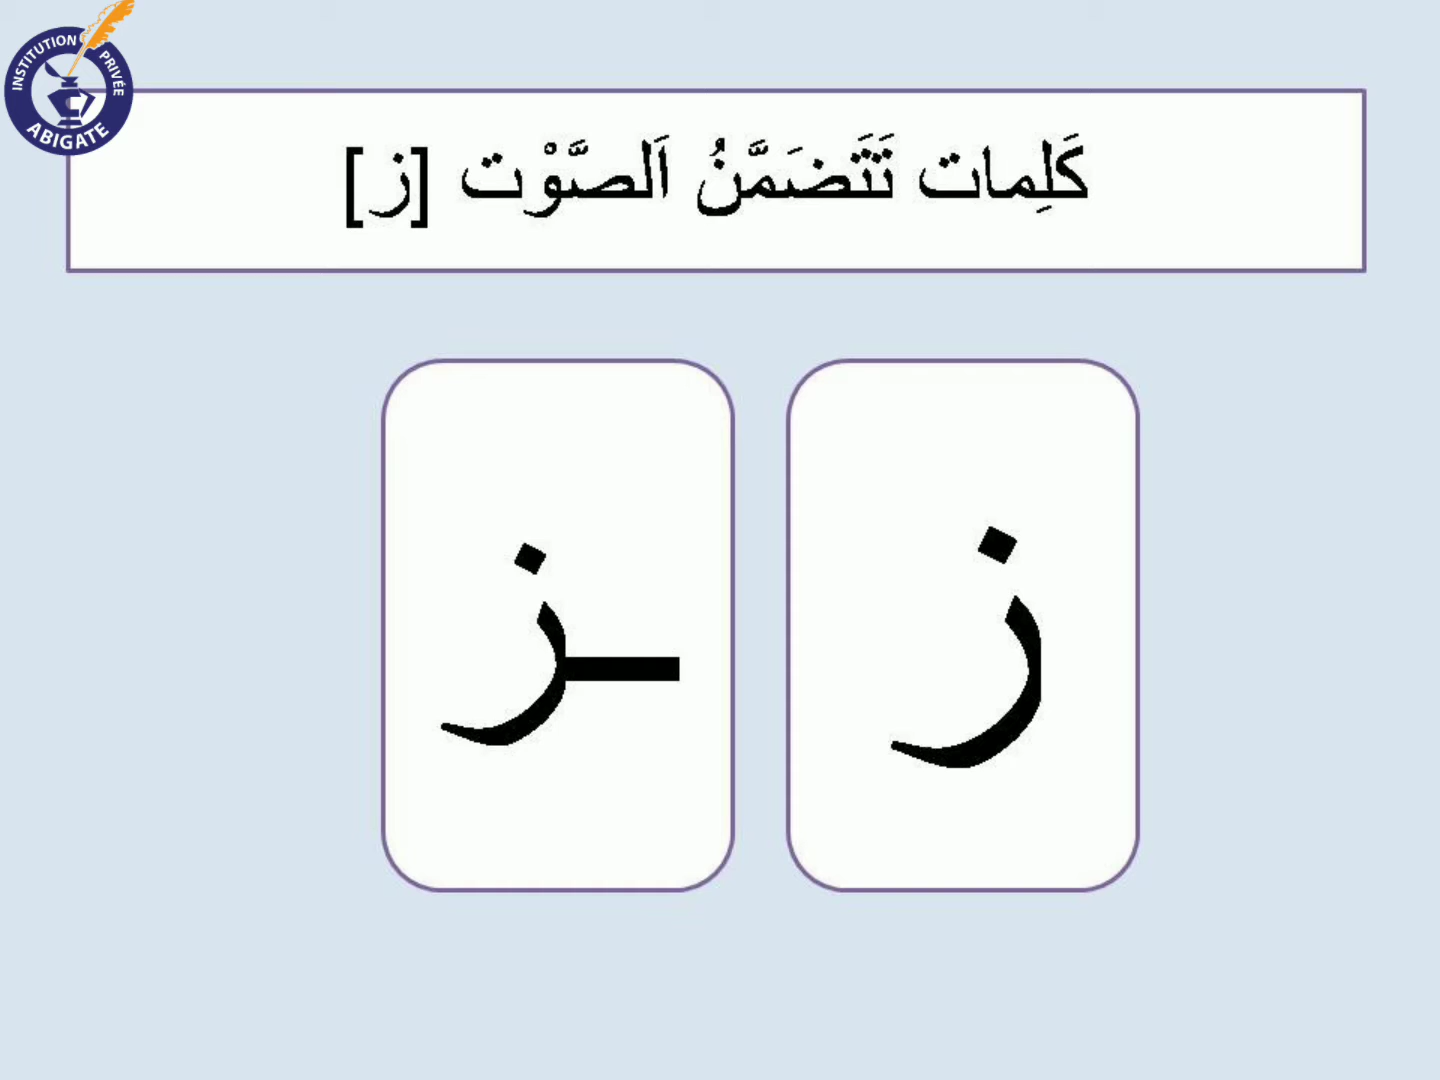 INSTITUTION PRIVÉE
ABIGATE
كَلِمات تَتَضَمَّنُ اَلصَّوْت [ز]
ز
ـز